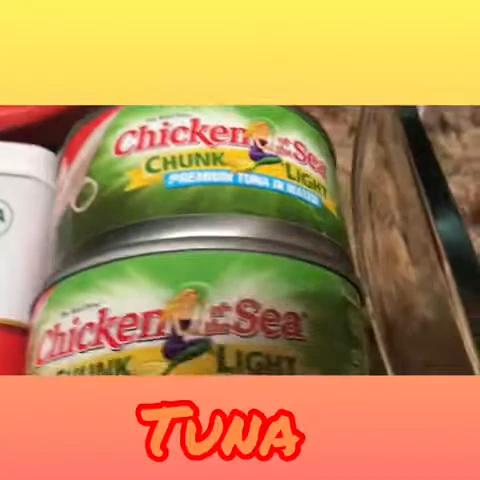 Chicken of the Sea
CHUNK LIGHT
PREMIUM TUNA IN WATER
Chicken of the Sea
CHUNK LIGHT
TUNA